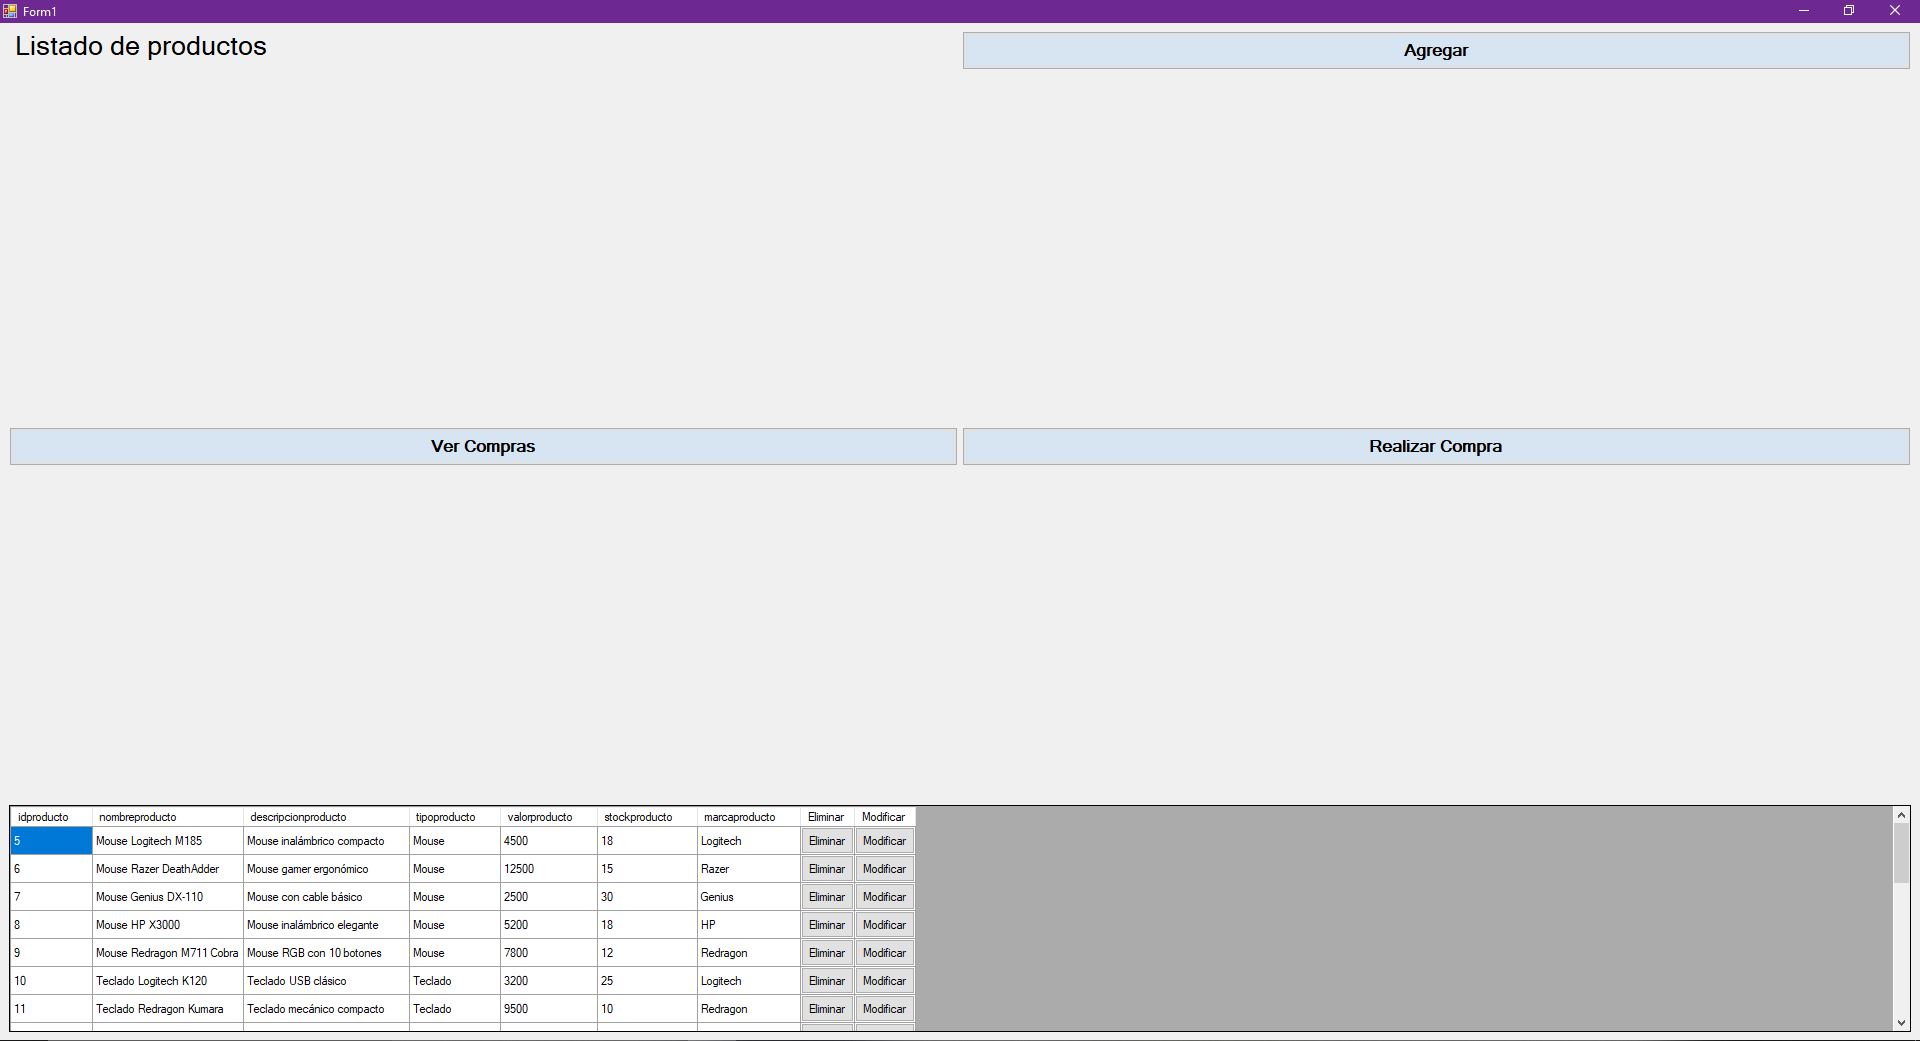 Form1
Listado de productos
Agregar
Ver Compras
Realizar Compra
idproducto nombreproducto descripcionproducto tipoproducto valorproducto stockproducto marcaproducto Eliminar Modificar
5 Mouse Logitech M185 Mouse inalámbrico compacto Mouse 4500 18 Logitech Eliminar Modificar
6 Mouse Razer DeathAdder Mouse gamer ergonómico Mouse 12500 15 Razer Eliminar Modificar
7 Mouse Genius DX-110 Mouse con cable básico Mouse 2500 30 Genius Eliminar Modificar
8 Mouse HP X3000 Mouse inalámbrico elegante Mouse 5200 18 HP Eliminar Modificar
9 Mouse Redragon M711 Cobra Mouse RGB con 10 botones Mouse 7800 12 Redragon Eliminar Modificar
10 Teclado Logitech K120 Teclado USB clásico Teclado 3200 25 Logitech Eliminar Modificar
11 Teclado Redragon Kumara Teclado mecánico compacto Teclado 9500 10 Redragon Eliminar Modificar